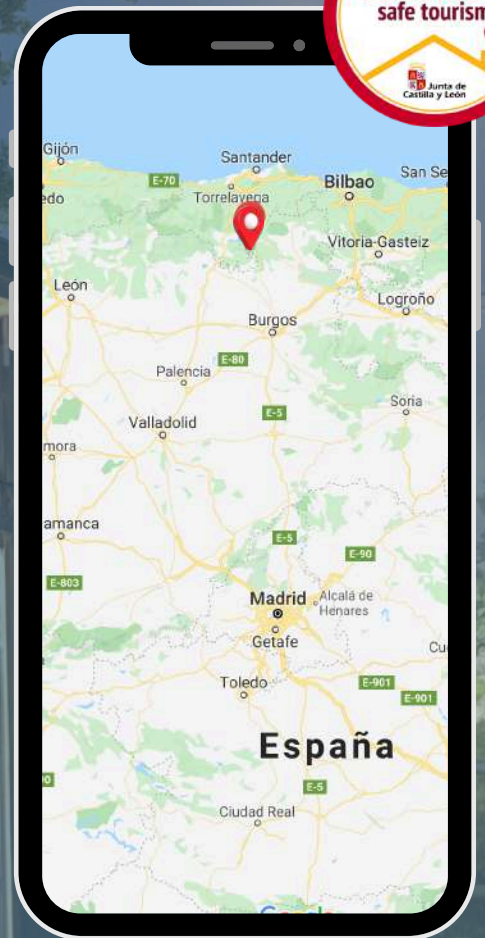 safe tourism
Junta de
Castilla y León
Gijón
Santander
E-70
Bilbao
San Se
edo
Torrelavega
Vitoria-Gasteiz
León
Logroño
Burgos
E-80
Palencia
Soria
E-5
Valladolid
mora
amanca
E-5
E-90
E-803
Madrid
Alcalá de
Henares
Getafe
Cu
Toledo
E-901
E-901
España
E-5
Ciudad Real